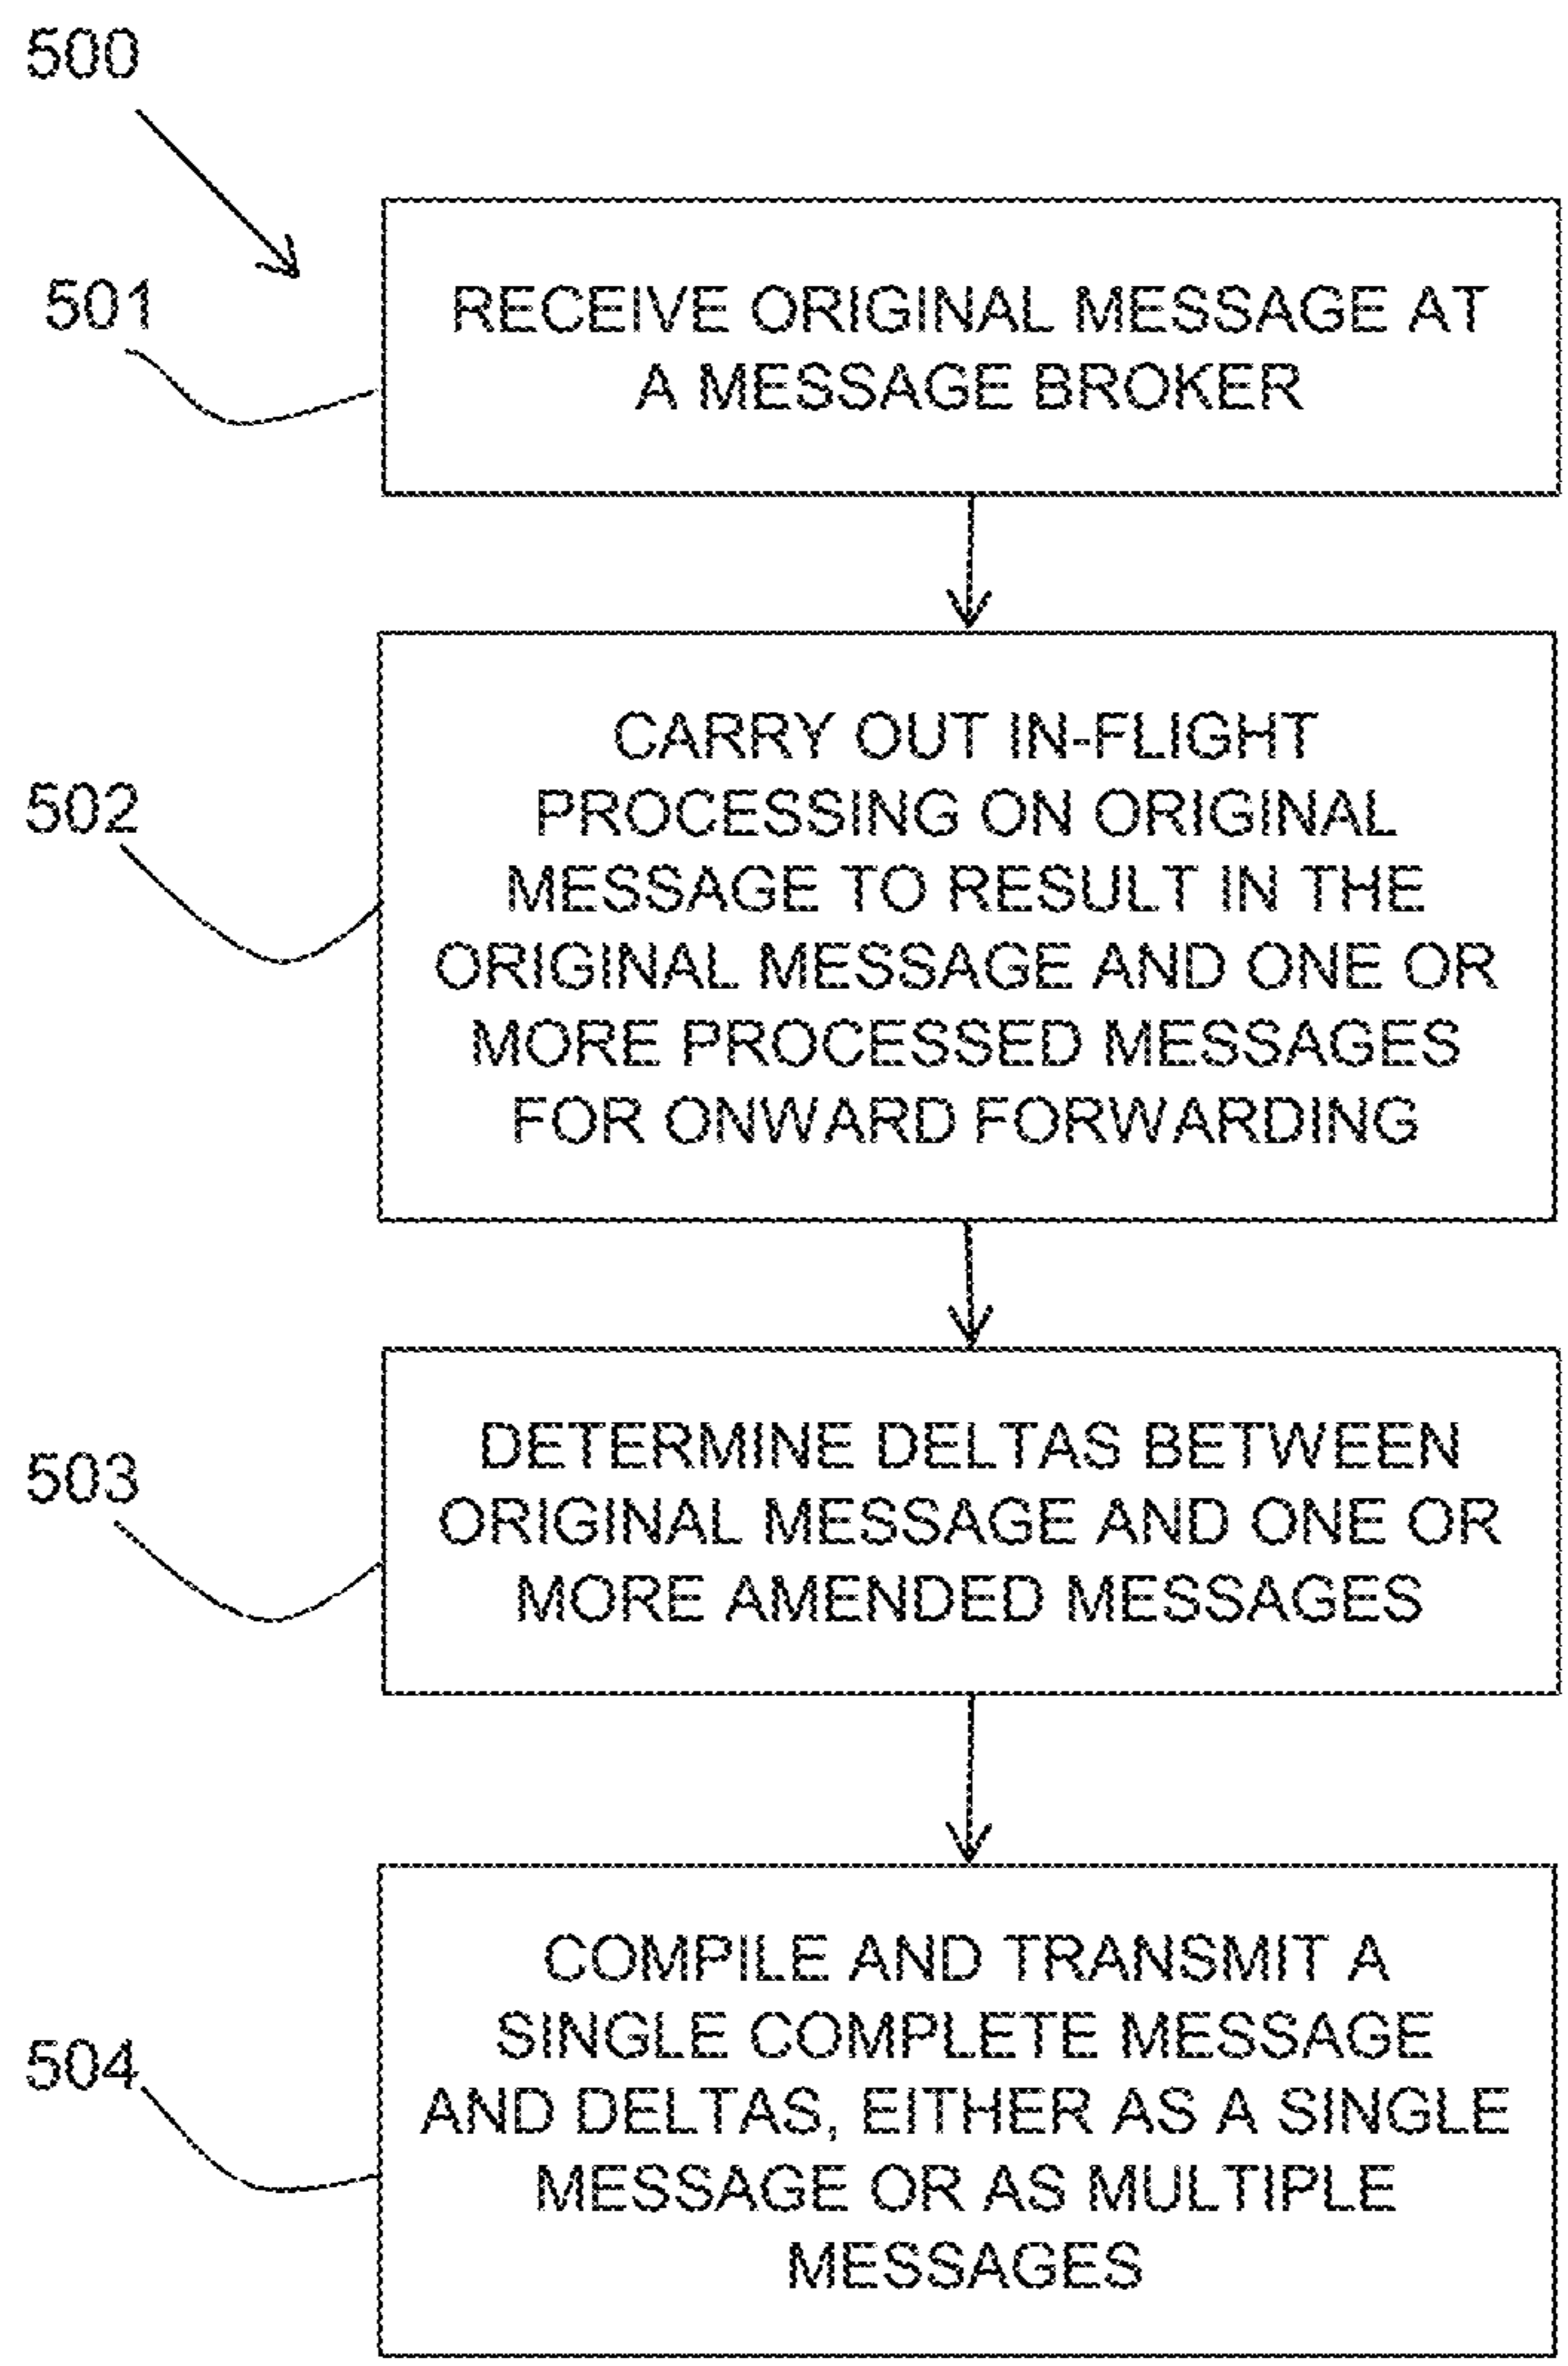 500
501
RECEIVE ORIGINAL MESSAGE AT
A MESSAGE BROKER
502
CARRY OUT IN-FLIGHT
PROCESSING ON ORIGINAL
MESSAGE TO RESULT IN THE
ORIGINAL MESSAGE AND ONE OR
MORE PROCESSED MESSAGES
FOR ONWARD FORWARDING
503
DETERMINE DELTAS BETWEEN
ORIGINAL MESSAGE AND ONE OR
MORE AMENDED MESSAGES
504
COMPILE AND TRANSMIT A
SINGLE COMPLETE MESSAGE
AND DELTAS, EITHER AS A SINGLE
MESSAGE OR AS MULTIPLE
MESSAGES